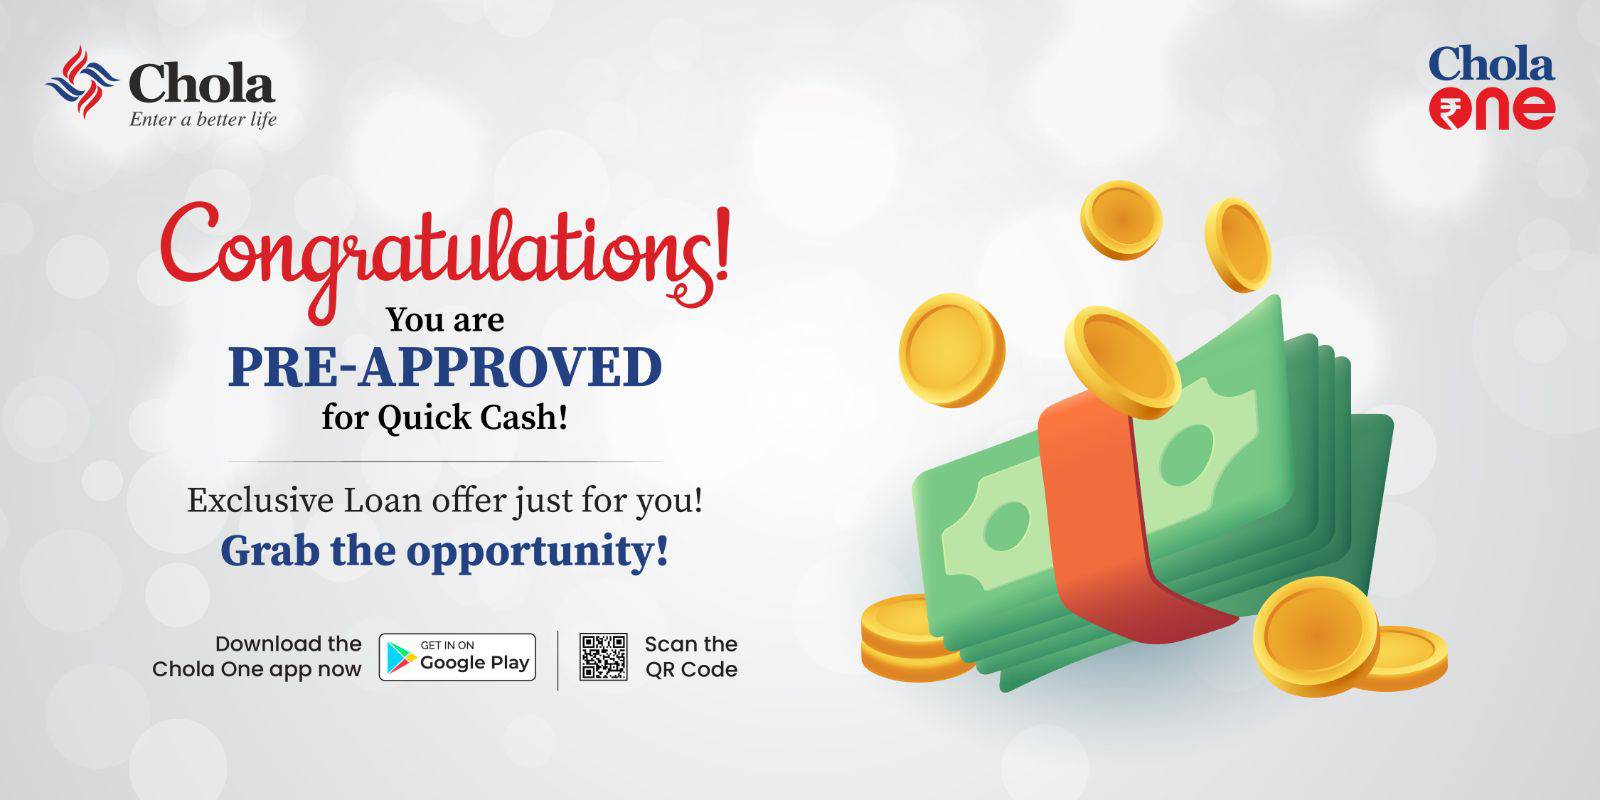 Chola
Enter a better life
Chola
one
Congratulations!
You are
PRE-APPROVED
for Quick Cash!
Exclusive Loan offer just for you!
Grab the opportunity!
Download the
Chola One app now
GET IN ON
Google Play
Scan the
QR Code